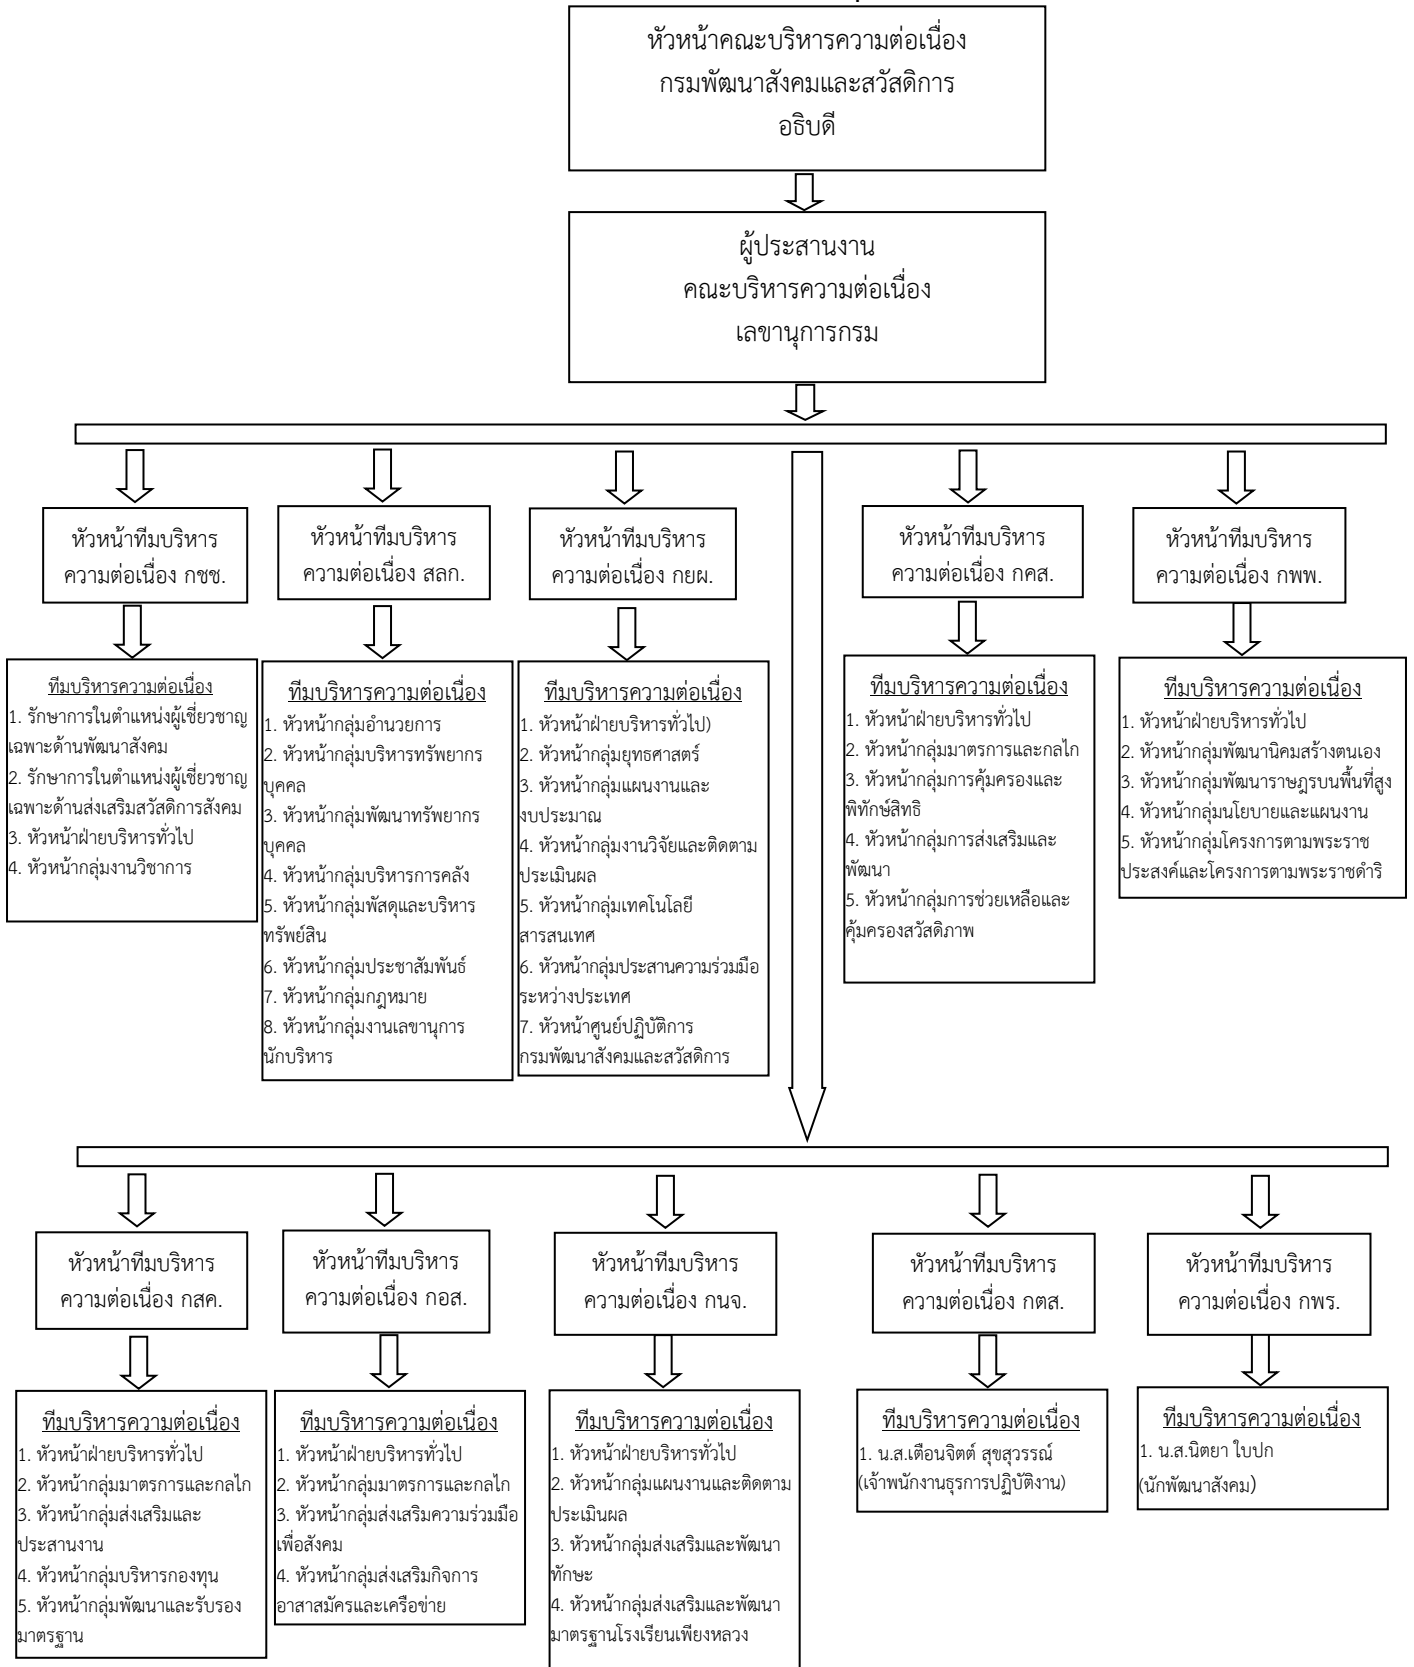 หัวหน้าคณะบริหารความต่อเนื่อง
กรมพัฒนาสังคมและสวัสดิการ
อธิบดี
ผู้ประสานงาน
คณะบริหารความต่อเนื่อง
เลขานุการกรม
หัวหน้าทีมบริหาร
ความต่อเนื่อง กชช.
หัวหน้าทีมบริหาร
ความต่อเนื่อง สลก.
หัวหน้าทีมบริหาร
ความต่อเนื่อง กยผ.
หัวหน้าทีมบริหาร
ความต่อเนื่อง กคส.
หัวหน้าทีมบริหาร
ความต่อเนื่อง กพพ.
ทีมบริหารความต่อเนื่อง
1. รักษาการในตำแหน่งผู้เชี่ยวชาญ
เฉพาะด้านพัฒนาสังคม
2. รักษาการในตำแหน่งผู้เชี่ยวชาญ
เฉพาะด้านส่งเสริมสวัสดิการสังคม
3. หัวหน้าฝ่ายบริหารทั่วไป
4. หัวหน้ากลุ่มงานวิชาการ
ทีมบริหารความต่อเนื่อง
1. หัวหน้ากลุ่มอำนวยการ
2. หัวหน้ากลุ่มบริหารทรัพยากร
บุคคล
3. หัวหน้ากลุ่มพัฒนาทรัพยากร
บุคคล
4. หัวหน้ากลุ่มบริหารการคลัง
5. หัวหน้ากลุ่มพัสดุและบริหาร
ทรัพย์สิน
6. หัวหน้ากลุ่มประชาสัมพันธ์
7. หัวหน้ากลุ่มกฎหมาย
8. หัวหน้ากลุ่มงานเลขานุการ
นักบริหาร
ทีมบริหารความต่อเนื่อง
1. หัวหน้าฝ่ายบริหารทั่วไป)
2. หัวหน้ากลุ่มยุทธศาสตร์
3. หัวหน้ากลุ่มแผนงานและ
งบประมาณ
4. หัวหน้ากลุ่มงานวิจัยและติดตาม
ประเมินผล
5. หัวหน้ากลุ่มเทคโนโลยี
สารสนเทศ
6. หัวหน้ากลุ่มประสานความร่วมมือ
ระหว่างประเทศ
7. หัวหน้าศูนย์ปฏิบัติการ
กรมพัฒนาสังคมและสวัสดิการ
ทีมบริหารความต่อเนื่อง
1. หัวหน้าฝ่ายบริหารทั่วไป
2. หัวหน้ากลุ่มมาตรการและกลไก
3. หัวหน้ากลุ่มการคุ้มครองและ
พิทักษ์สิทธิ
4. หัวหน้ากลุ่มการส่งเสริมและ
พัฒนา
5. หัวหน้ากลุ่มการช่วยเหลือและ
คุ้มครองสวัสดิภาพ
ทีมบริหารความต่อเนื่อง
1. หัวหน้าฝ่ายบริหารทั่วไป
2. หัวหน้ากลุ่มพัฒนานิคมสร้างตนเอง
3. หัวหน้ากลุ่มพัฒนาราษฎรบนพื้นที่สูง
4. หัวหน้ากลุ่มนโยบายและแผนงาน
5. หัวหน้ากลุ่มโครงการตามพระราช
ประสงค์และโครงการตามพระราชดำริ
หัวหน้าทีมบริหาร
ความต่อเนื่อง กสค.
หัวหน้าทีมบริหาร
ความต่อเนื่อง กอส.
หัวหน้าทีมบริหาร
ความต่อเนื่อง กนจ.
หัวหน้าทีมบริหาร
ความต่อเนื่อง กตส.
หัวหน้าทีมบริหาร
ความต่อเนื่อง กพร.
ทีมบริหารความต่อเนื่อง
1. หัวหน้าฝ่ายบริหารทั่วไป
2. หัวหน้ากลุ่มมาตรการและกลไก
3. หัวหน้ากลุ่มส่งเสริมและ
ประสานงาน
4. หัวหน้ากลุ่มบริหารกองทุน
5. หัวหน้ากลุ่มพัฒนาและรับรอง
มาตรฐาน
ทีมบริหารความต่อเนื่อง
1. หัวหน้าฝ่ายบริหารทั่วไป
2. หัวหน้ากลุ่มมาตรการและกลไก
3. หัวหน้ากลุ่มส่งเสริมความร่วมมือ
เพื่อสังคม
4. หัวหน้ากลุ่มส่งเสริมกิจการ
อาสาสมัครและเครือข่าย
ทีมบริหารความต่อเนื่อง
1. หัวหน้าฝ่ายบริหารทั่วไป
2. หัวหน้ากลุ่มแผนงานและติดตาม
ประเมินผล
3. หัวหน้ากลุ่มส่งเสริมและพัฒนา
ทักษะ
4. หัวหน้ากลุ่มส่งเสริมและพัฒนา
มาตรฐานโรงเรียนเพียงหลวง
ทีมบริหารความต่อเนื่อง
1. น.ส.เตือนจิตต์ สุขสุวรรณ์
(เจ้าพนักงานธุรการปฏิบัติงาน)
ทีมบริหารความต่อเนื่อง
1. น.ส.นิตยา ใบปก
(นักพัฒนาสังคม)